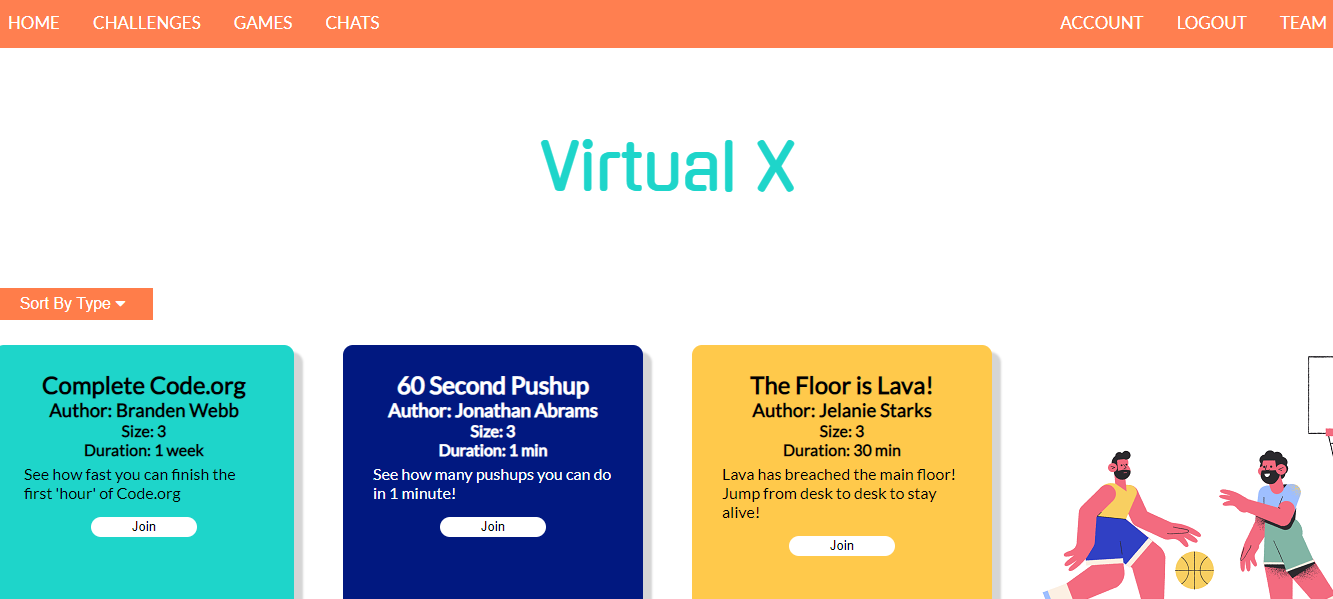 HOME CHALLENGES GAMES CHATS ACCOUNT LOGOUT TEAM
Virtual X
Sort By Type
Complete Code.org
Author: Branden Webb
Size: 3
Duration: 1 week
See how fast you can finish the
first 'hour' of Code.org
Join
60 Second Pushup
Author: Jonathan Abrams
Size: 3
Duration: 1 min
See how many pushups you can do
in 1 minute!
Join
The Floor is Lava!
Author: Jelanie Starks
Size: 3
Duration: 30 min
Lava has breached the main floor!
Jump from desk to desk to stay
alive!
Join